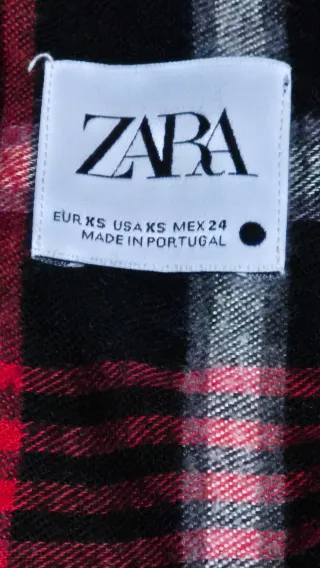 ZARA
EUR XS USA XS MEX 24
MADE IN PORTUGAL